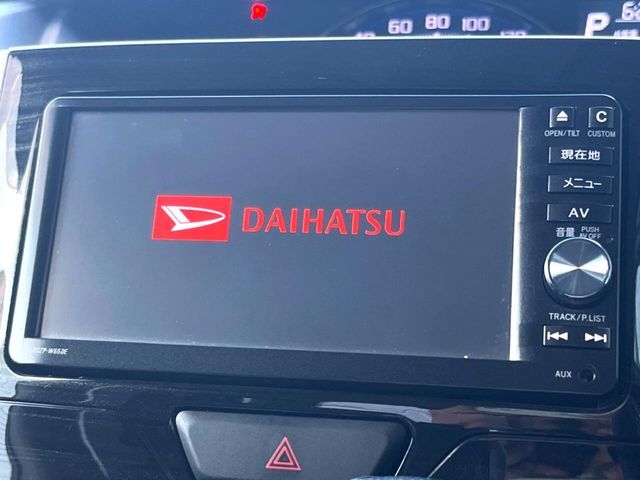 60 80 100
P
DAIHATSU
OPEN/TILT
C
CUSTOM
現在地
メニュー
AV
音量 PUSH AV OFF
TRACK/P.LIST
AUX